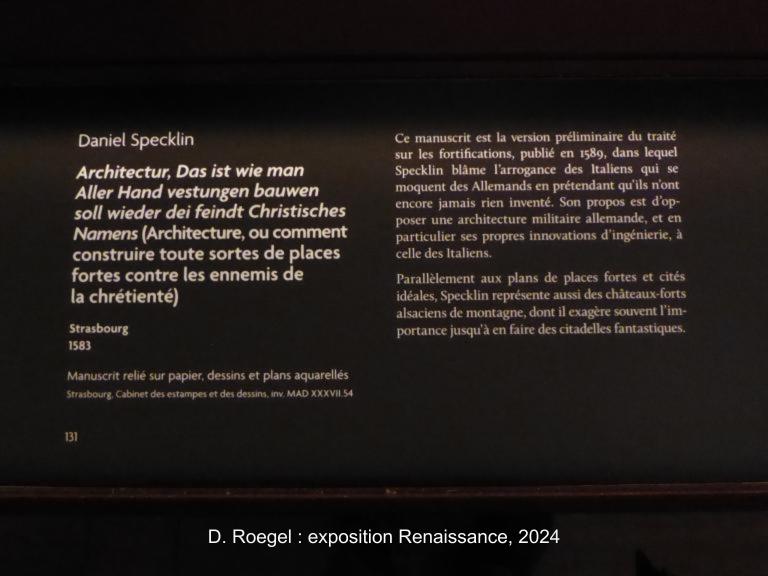 Daniel Specklin
Architectur, Das ist wie man
Aller Hand vestungen bauwen
soll wieder dei feindt Christisches
Namens (Architecture, ou comment
construire toute sortes de places
fortes contre les ennemis de
la chrétienté)
Strasbourg
1583
Manuscrit relié sur papier, dessins et plans aquarellés
Strasbourg, Cabinet des estampes et des dessins, inv. MAD XXXVII.54
131
Ce manuscrit est la version préliminaire du traité
sur les fortifications, publié en 1589, dans lequel
Specklin blâme l'arrogance des Italiens qui se
moquent des Allemands en prétendant qu'ils n'ont
encore jamais rien inventé. Son propos est d'op-
poser une architecture militaire allemande, et en
particulier ses propres innovations d'ingénierie, à
celle des Italiens.
Parallèlement aux plans de places fortes et cités
idéales, Specklin représente aussi des châteaux-forts
alsaciens de montagne, dont il exagère souvent l'im-
portance jusqu'à en faire des citadelles fantastiques.
D. Roegel : exposition Renaissance, 2024